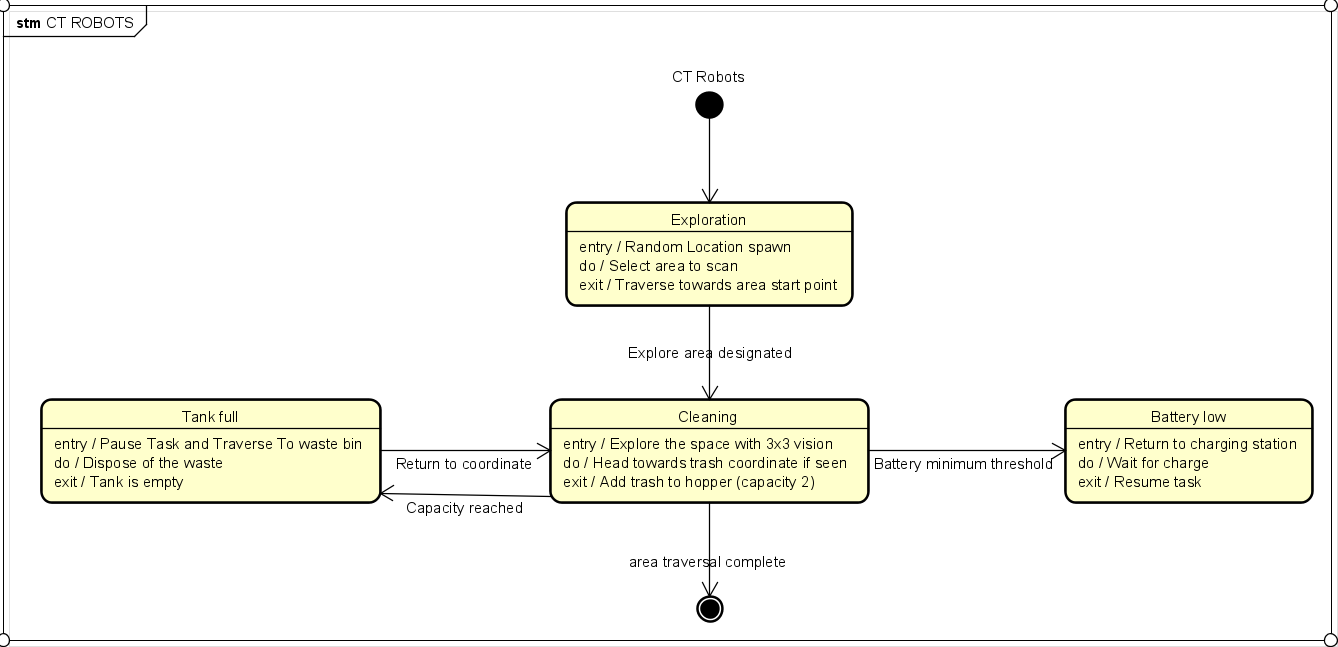 stm CT ROBOTS
CT Robots
Exploration
entry / Random Location spawn
do / Select area to scan
exit / Traverse towards area start point
Explore area designated
Tank full
entry / Pause Task and Traverse To waste bin
do / Dispose of the waste
exit / Tank is empty
Return to coordinate
Capacity reached
Cleaning
entry / Explore the space with 3x3 vision
do / Head towards trash coordinate if seen
exit / Add trash to hopper (capacity 2)
Battery minimum threshold
Battery low
entry / Return to charging station
do / Wait for charge
exit / Resume task
area traversal complete